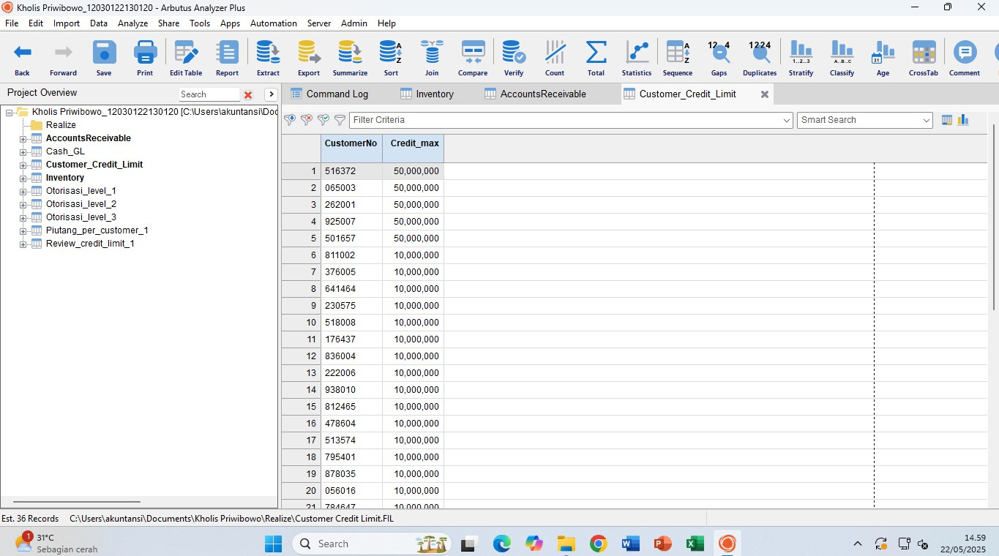 Kholis Priwibowo_12030122130120 - Arbutus Analyzer Plus
File Edit Import Data Analyze Share Tools Apps Automation Server Admin Help
Back Forward Save Print Edit Table Report Extract Export Summarize Sort Join Compare Verify Count Total Statistics Sequence Gaps Duplicates Stratify Classify Age CrossTab Comment
Project Overview Search
Command Log Inventory AccountsReceivable Customer_Credit_Limit
Kholis Priwibowo_12030122130120 [C:\Users\akuntansi\Doc
Realize
AccountsReceivable
Cash_GL
Customer_Credit_Limit
Inventory
Otorisasi_level_1
Otorisasi_level_2
Otorisasi_level_3
Piutang_per_customer_1
Review_credit_limit_1
Filter Criteria Smart Search
CustomerNo Credit_max
1 516372 50,000,000
2 065003 50,000,000
3 262001 50,000,000
4 925007 50,000,000
5 501657 50,000,000
6 811002 10,000,000
7 376005 10,000,000
8 641464 10,000,000
9 230575 10,000,000
10 518008 10,000,000
11 176437 10,000,000
12 836004 10,000,000
13 222006 10,000,000
14 938010 10,000,000
15 812465 10,000,000
16 478604 10,000,000
17 513574 10,000,000
18 795401 10,000,000
19 878035 10,000,000
20 056016 10,000,000
21 784647 10,000,000
Est. 36 Records C:\Users\akuntansi\Documents\Kholis Priwibowo\Realize\Customer Credit Limit.FIL
1 31°C
Sebagian cerah
Search
14.59
22/05/2025